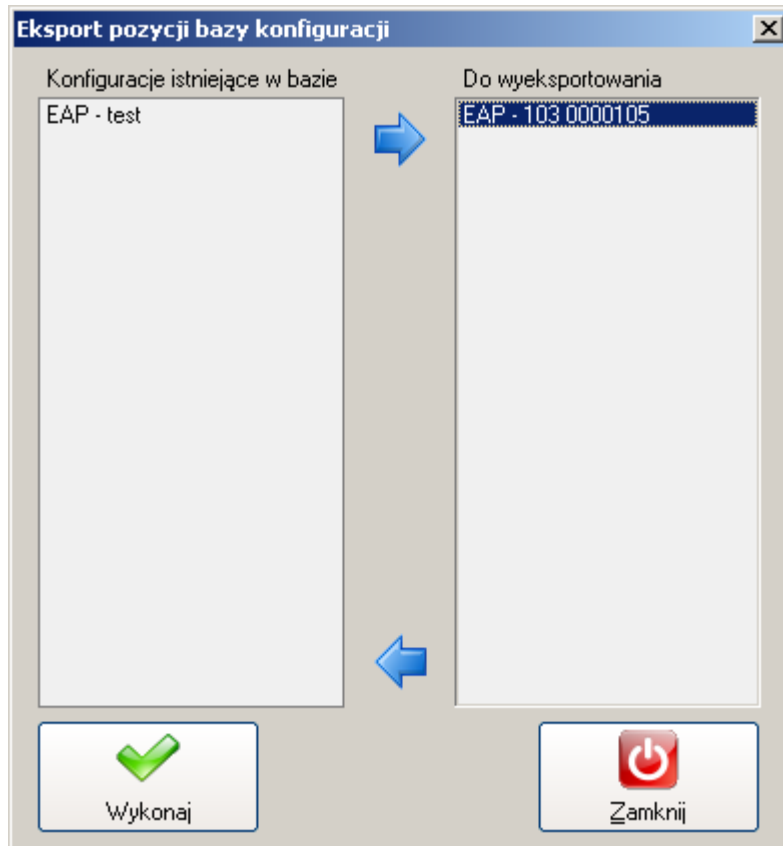 Eksport pozycji bazy konfiguracji
Konfiguracje istniejące w bazie
Do wyeksportowania
EAP - test
EAP - 103 0000105
Wykonaj
Zamknij